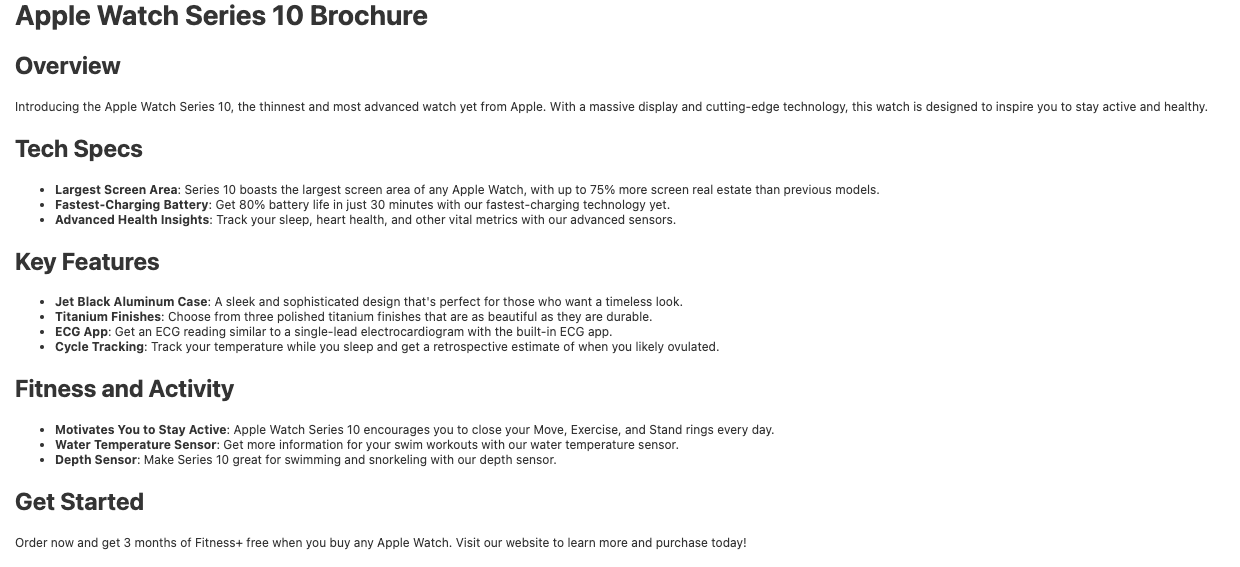 Apple Watch Series 10 Brochure
Overview
Introducing the Apple Watch Series 10, the thinnest and most advanced watch yet from Apple. With a massive display and cutting-edge technology, this watch is designed to inspire you to stay active and healthy.
Tech Specs
• Largest Screen Area: Series 10 boasts the largest screen area of any Apple Watch, with up to 75% more screen real estate than previous models.
• Fastest-Charging Battery: Get 80% battery life in just 30 minutes with our fastest-charging technology yet.
• Advanced Health Insights: Track your sleep, heart health, and other vital metrics with our advanced sensors.
Key Features
• Jet Black Aluminum Case: A sleek and sophisticated design that's perfect for those who want a timeless look.
• Titanium Finishes: Choose from three polished titanium finishes that are as beautiful as they are durable.
• ECG App: Get an ECG reading similar to a single-lead electrocardiogram with the built-in ECG app.
• Cycle Tracking: Track your temperature while you sleep and get a retrospective estimate of when you likely ovulated.
Fitness and Activity
• Motivates You to Stay Active: Apple Watch Series 10 encourages you to close your Move, Exercise, and Stand rings every day.
• Water Temperature Sensor: Get more information for your swim workouts with our water temperature sensor.
• Depth Sensor: Make Series 10 great for swimming and snorkeling with our depth sensor.
Get Started
Order now and get 3 months of Fitness+ free when you buy any Apple Watch. Visit our website to learn more and purchase today!